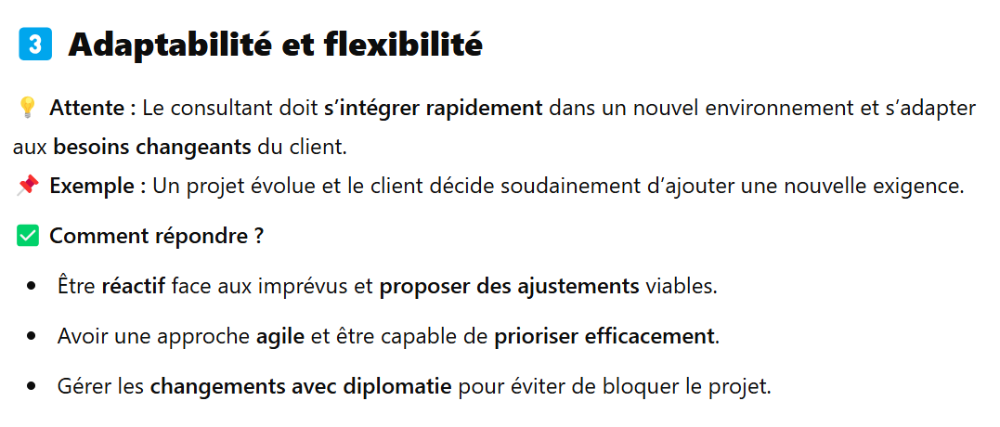 3 Adaptabilité et flexibilité
💡 Attente : Le consultant doit s’intégrer rapidement dans un nouvel environnement et s’adapter
aux besoins changeants du client.
📌 Exemple : Un projet évolue et le client décide soudainement d’ajouter une nouvelle exigence.
✅ Comment répondre ?
• Être réactif face aux imprévus et proposer des ajustements viables.
• Avoir une approche agile et être capable de prioriser efficacement.
• Gérer les changements avec diplomatie pour éviter de bloquer le projet.